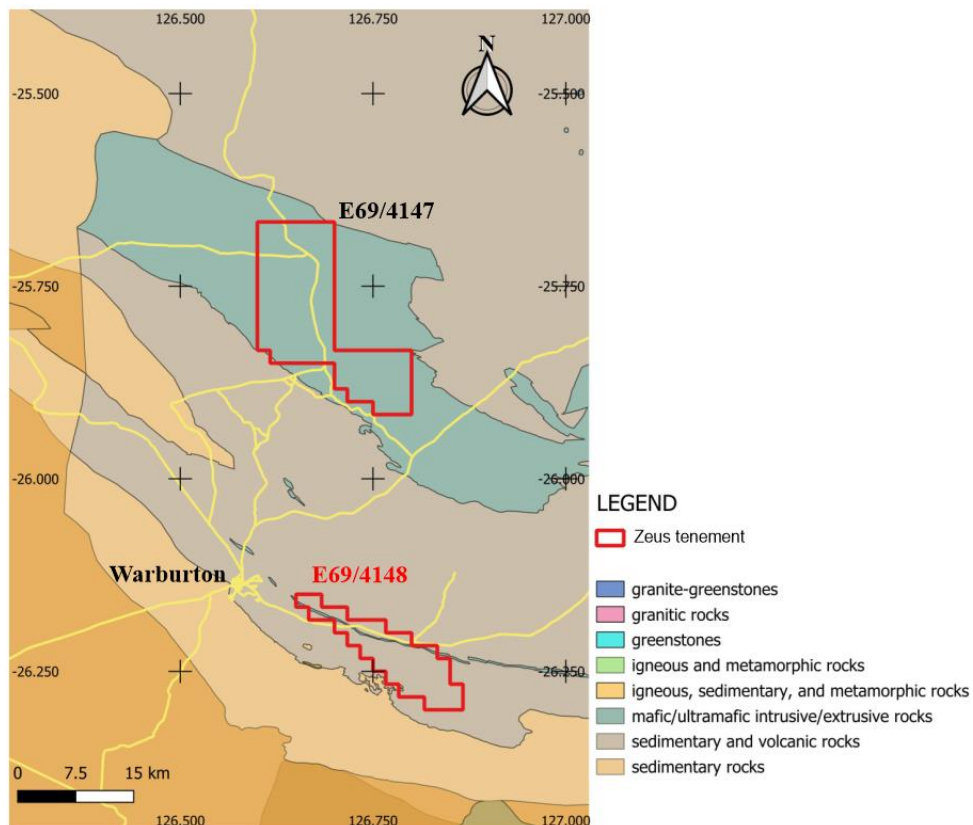 126.500 126.750 127.000
N
-25.500 -25.500
E69/4147
-25.750 -25.750
-26.000 -26.000
LEGEND
Zeus tenement
Warburton E69/4148
granite-greenstones
granitic rocks
greenstones
-26.250 -26.250
igneous and metamorphic rocks
igneous, sedimentary, and metamorphic rocks
mafic/ultramafic intrusive/extrusive rocks
sedimentary and volcanic rocks
sedimentary rocks
0 7.5 15 km
126.500 126.750 127.000